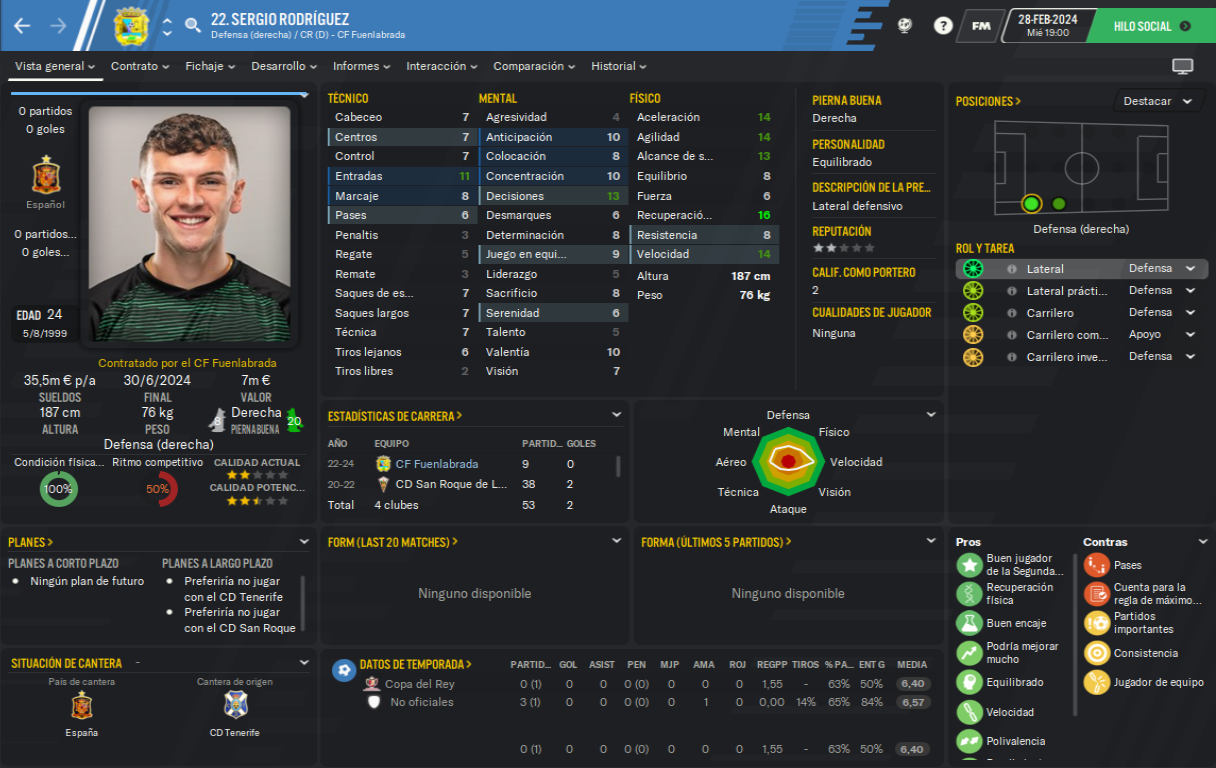 22. SERGIO RODRÍGUEZ
Defensa (derecha) / CR (D) - CF Fuenlabrada
?
FM
28-FEB-2024
Mié 19:00
HILO SOCIAL
Vista general
Contrato
Fichaje
Desarrollo
Informes
Interacción
Comparación
Historial
0 partidos
0 goles
Español
0 partidos...
0 goles...
EDAD 24
5/8/1999
Contratado por el CF Fuenlabrada
35,5m € p/a
30/6/2024
7m €
SUELDOS
FINAL
VALOR
187 cm
76 kg
8
Derecha
20
ALTURA
PESO
PIERNA BUENA
Defensa (derecha)
Condición física...
Ritmo competitivo
CALIDAD ACTUAL
100%
50%
CALIDAD POTENC...
TÉCNICO
Cabeceo 7
Centros 7
Control 7
Entradas 11
Marcaje 8
Pases 6
Penaltis 3
Regate 5
Remate 3
Saques de es... 7
Saques largos 7
Técnica 7
Tiros lejanos 6
Tiros libres 2
MENTAL
Agresividad 4
Anticipación 10
Colocación 8
Concentración 10
Decisiones 13
Desmarques 6
Determinación 8
Juego en equi... 9
Liderazgo 5
Sacrificio 8
Serenidad 6
Talento 5
Valentía 10
Visión 7
FÍSICO
Aceleración 14
Agilidad 14
Alcance de s... 13
Equilibrio 8
Fuerza 6
Recuperació... 16
Resistencia 8
Velocidad 14
Altura 187 cm
Peso 76 kg
PIERNA BUENA
Derecha
PERSONALIDAD
Equilibrado
DESCRIPCIÓN DE LA PRE...
Lateral defensivo
REPUTACIÓN
CALIF. COMO PORTERO
2
CUALIDADES DE JUGADOR
Ninguna
POSICIONES >
Destacar
Defensa (derecha)
ROL Y TAREA
Lateral Defensa
Lateral prácti... Defensa
Carrilero Defensa
Carrilero com... Apoyo
Carrilero inve... Defensa
ESTADÍSTICAS DE CARRERA >
AÑO EQUIPO PARTID... GOLES
22-24 CF Fuenlabrada 9 0
20-22 CD San Roque de L... 38 2
Total 4 clubes 53 2
Defensa
Mental
Físico
Aéreo
Velocidad
Técnica
Visión
Ataque
PLANES >
PLANES A CORTO PLAZO
Ningún plan de futuro
PLANES A LARGO PLAZO
Preferiría no jugar
con el CD Tenerife
Preferiría no jugar
con el CD San Roque
FORM (LAST 20 MATCHES) >
Ninguno disponible
FORMA (ÚLTIMOS 5 PARTIDOS) >
Ninguno disponible
Pros
Buen jugador
de la Segunda...
Recuperación
física
Buen encaje
Podría mejorar
mucho
Equilibrado
Velocidad
Polivalencia
Contras
Pases
Cuenta para la
regla de máximo...
Partidos
importantes
Consistencia
Jugador de equipo
SITUACIÓN DE CANTERA -
País de cantera
España
Cantera de origen
CD Tenerife
DATOS DE TEMPORADA > PARTID... GOL ASIST PEN MJP AMA ROJ REGPP TIROS % PA... ENT G MEDIA
Copa del Rey 0 (1) 0 0 0 (0) 0 0 0 1,55 - 63% 50% 6,40
No oficiales 3 (1) 0 0 0 (0) 0 1 0 0,00 14% 65% 84% 6,57
0 (1) 0 0 0 (0) 0 0 0 1,55 - 63% 50% 6,40